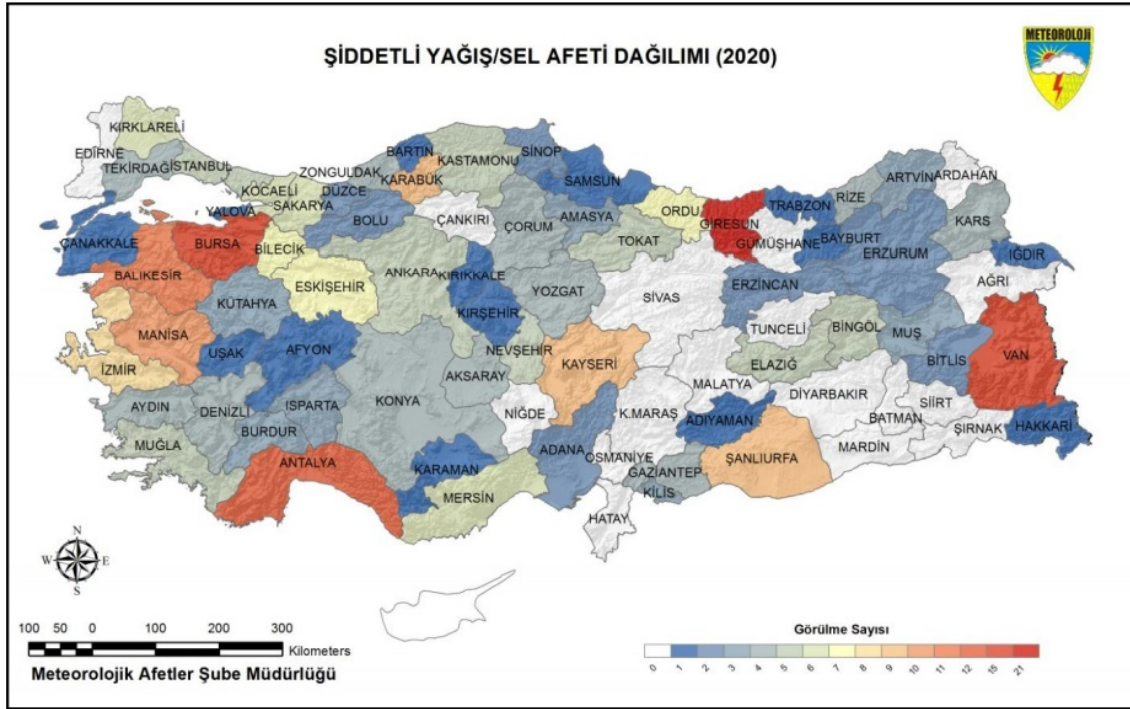 ŞİDDETLİ YAĞIŞ/SEL AFETİ DAĞILIMI (2020)
METEOROLOJİ
KIRKLARELİ
EDİRNE
TEKİRDAĞ
İSTANBUL
KOCAELİ
YALOVA
SAKARYA
DÜZCE
ZONGULDAK
BARTIN
KARABÜK
KASTAMONU
SİNOP
SAMSUN
ORDU
GİRESUN
TRABZON
RİZE
ARTVİN
ARDAHAN
KARS
IĞDIR
ÇANAKKALE
BURSA
BİLECİK
BOLU
ÇANKIRI
ÇORUM
AMASYA
TOKAT
GÜMÜŞHANE
BAYBURT
ERZURUM
AĞRI
BALIKESİR
KÜTAHYA
ESKİŞEHİR
ANKARA
KIRIKKALE
YOZGAT
SİVAS
ERZİNCAN
TUNCELİ
BİNGÖL
MUŞ
BİTLİS
VAN
MANİSA
İZMİR
UŞAK
AFYON
KIRŞEHİR
NEVŞEHİR
KAYSERİ
ELAZIĞ
MALATYA
DİYARBAKIR
BATMAN
SİİRT
ŞIRNAK
HAKKARİ
AYDIN
DENİZLİ
ISPARTA
BURDUR
KONYA
AKSARAY
NİĞDE
K.MARAŞ
ADIYAMAN
MARDİN
MUĞLA
ANTALYA
KARAMAN
MERSİN
ADANA
OSMANİYE
GAZİANTEP
KİLİS
ŞANLIURFA
HATAY
N
W E
S
100 50 0 100 200 300
Kilometers
Meteorolojik Afetler Şube Müdürlüğü
Görülme Sayısı
0 1 2 3 4 5 6 7 8 9 10 11 12 15 21